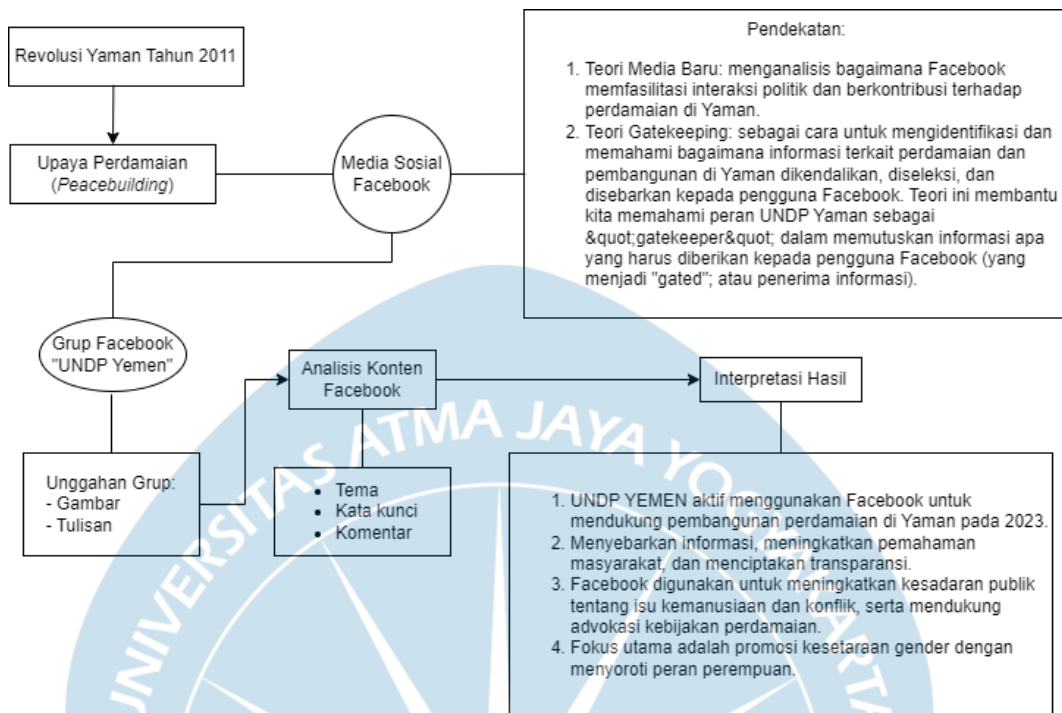 Revolusi Yaman Tahun 2011
Upaya Perdamaian
(Peacebuilding)
Media Sosial
Facebook
Pendekatan:
1. Teori Media Baru: menganalisis bagaimana Facebook
memfasilitasi interaksi politik dan berkontribusi terhadap
perdamaian di Yaman.
2. Teori Gatekeeping: sebagai cara untuk mengidentifikasi dan
memahami bagaimana informasi terkait perdamaian dan
pembangunan di Yaman dikendalikan, diseleksi, dan
disebarkan kepada pengguna Facebook. Teori ini membantu
kita memahami peran UNDP Yaman sebagai
&quot;gatekeeper&quot; dalam memutuskan informasi apa
yang harus diberikan kepada pengguna Facebook (yang
menjadi "gated"; atau penerima informasi).
Grup Facebook
"UNDP Yemen"
Analisis Konten
Facebook
Interpretasi Hasil
Unggahan Grup:
- Gambar
- Tulisan
• Tema
• Kata kunci
• Komentar
1. UNDP YEMEN aktif menggunakan Facebook untuk
mendukung pembangunan perdamaian di Yaman pada 2023.
2. Menyebarkan informasi, meningkatkan pemahaman
masyarakat, dan menciptakan transparansi.
3. Facebook digunakan untuk meningkatkan kesadaran publik
tentang isu kemanusiaan dan konflik, serta mendukung
advokasi kebijakan perdamaian.
4. Fokus utama adalah promosi kesetaraan gender dengan
menyoroti peran perempuan.
UNIVERSITAS ATMA JAYA YOGYAKARTA